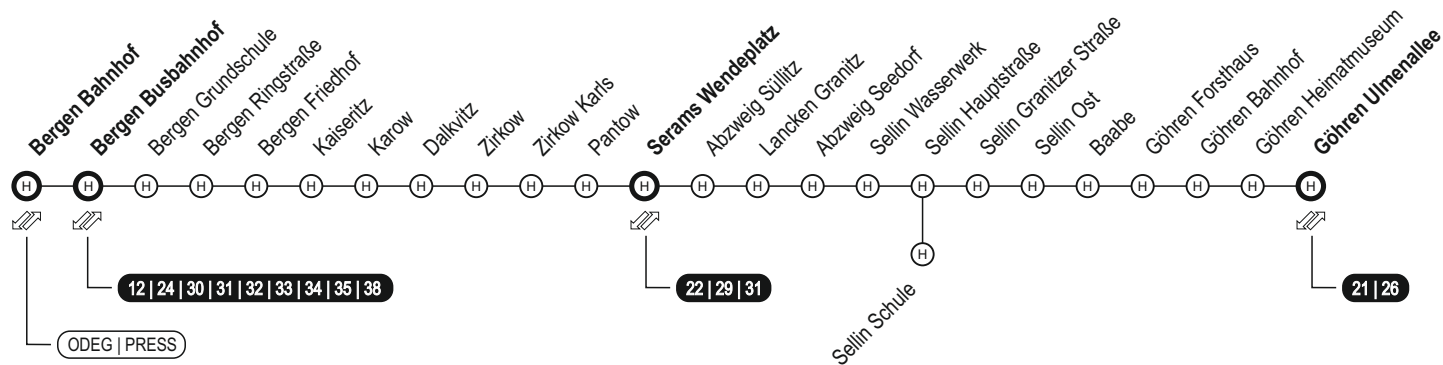 Bergen Bahnhof
Bergen Busbahnhof
Bergen Grundschule
Bergen Ringstraße
Bergen Friedhof
Kaiseritz
Karow
Dalkvitz
Zirkow
Zirkow Karls
Pantow
Serams Wendeplatz
Abzweig Süllitz
Lancken Granitz
Abzweig Seedorf
Sellin Wasserwerk
Sellin Hauptstraße
Sellin Granitzer Straße
Sellin Ost
Baabe
Göhren Forsthaus
Göhren Bahnhof
Göhren Heimatmuseum
Göhren Ulmenallee
H H H H H H H H H H H H H H H H H H H H H H H H
H
12 | 24 | 30 | 31 | 32 | 33 | 34 | 35 | 38
22 | 29 | 31
21 | 26
Sellin Schule
ODEG | PRESS